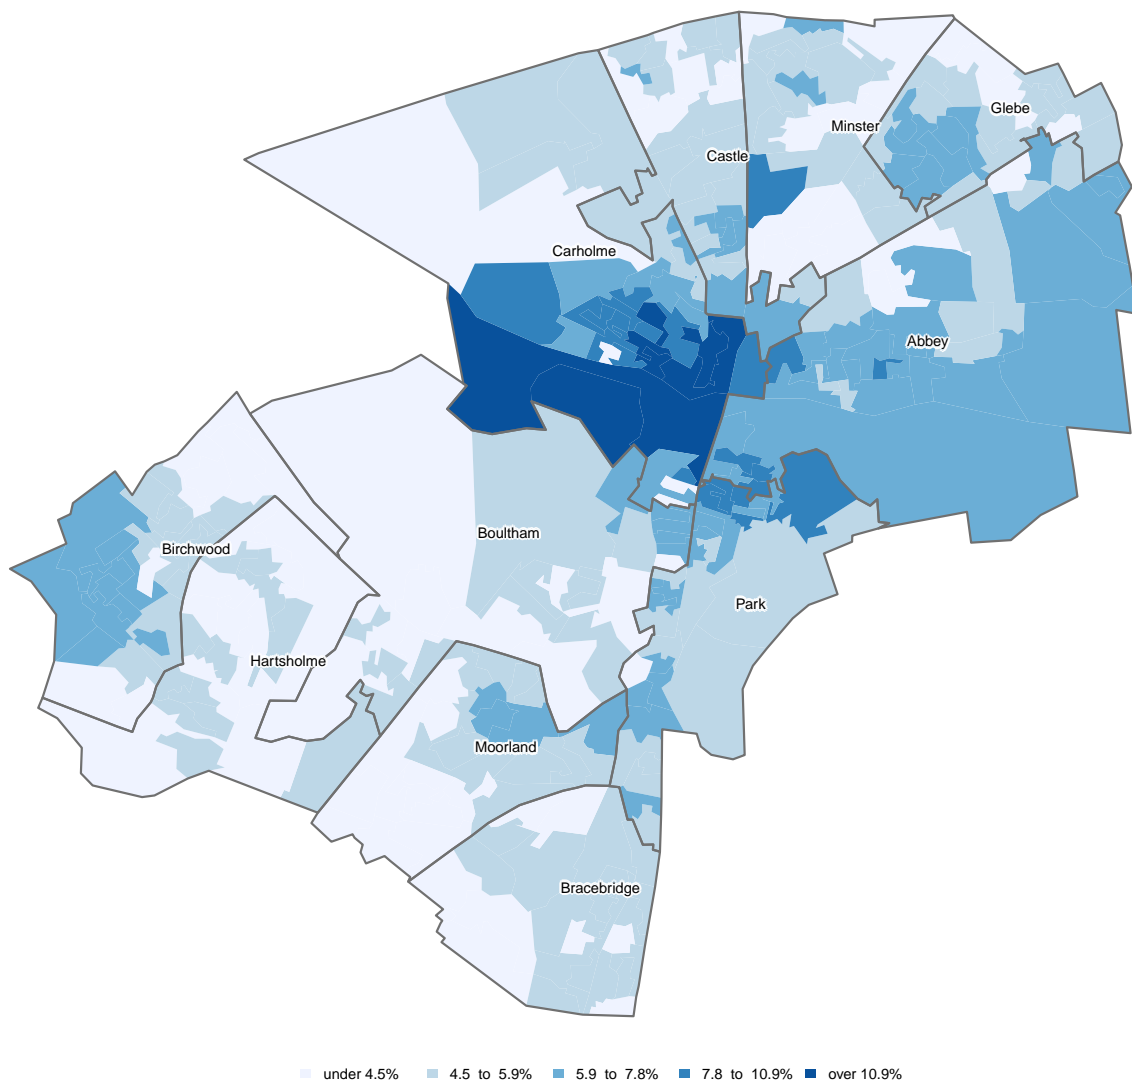 Glebe
Minster
Castle
Carholme
Abbey
Boultham
Birchwood
Park
Hartsholme
Moorland
Bracebridge
under 4.5% 4.5 to 5.9% 5.9 to 7.8% 7.8 to 10.9% over 10.9%